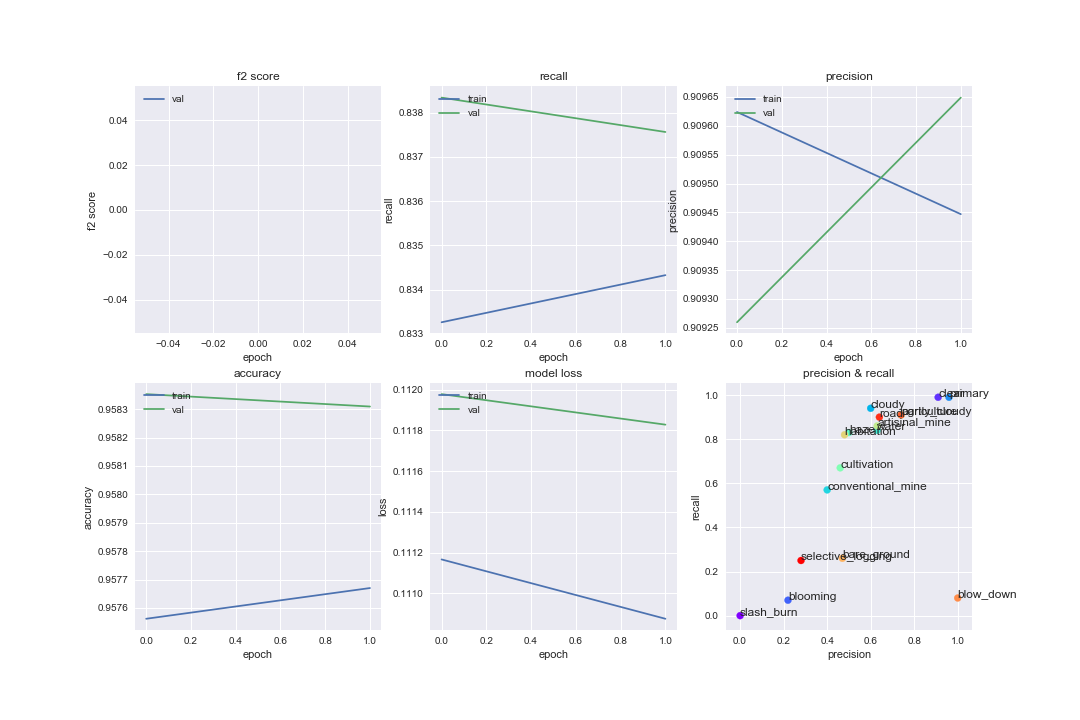 f2 score
val
0.04
0.02
0.00
−0.02
−0.04
f2 score
−0.04 −0.02 0.00 0.02 0.04
epoch
recall
train
val
0.838
0.837
0.836
0.835
0.834
0.833
recall
0.0 0.2 0.4 0.6 0.8 1.0
epoch
precision
train
val
0.90965
0.90960
0.90955
0.90950
0.90945
0.90940
0.90935
0.90930
0.90925
precision
0.0 0.2 0.4 0.6 0.8 1.0
epoch
accuracy
train
val
0.9583
0.9582
0.9581
0.9580
0.9579
0.9578
0.9577
0.9576
accuracy
0.0 0.2 0.4 0.6 0.8 1.0
epoch
model loss
train
val
0.1120
0.1118
0.1116
0.1114
0.1112
0.1110
loss
0.0 0.2 0.4 0.6 0.8 1.0
epoch
precision & recall
1.0
0.8
0.6
0.4
0.2
0.0
recall
clear
primary
cloudy
road
agriculture
partly_cloudy
artisinal_mine
water
haze
habitation
cultivation
conventional_mine
bare_ground
selective_logging
blooming
blow_down
slash_burn
0.0 0.2 0.4 0.6 0.8 1.0
precision